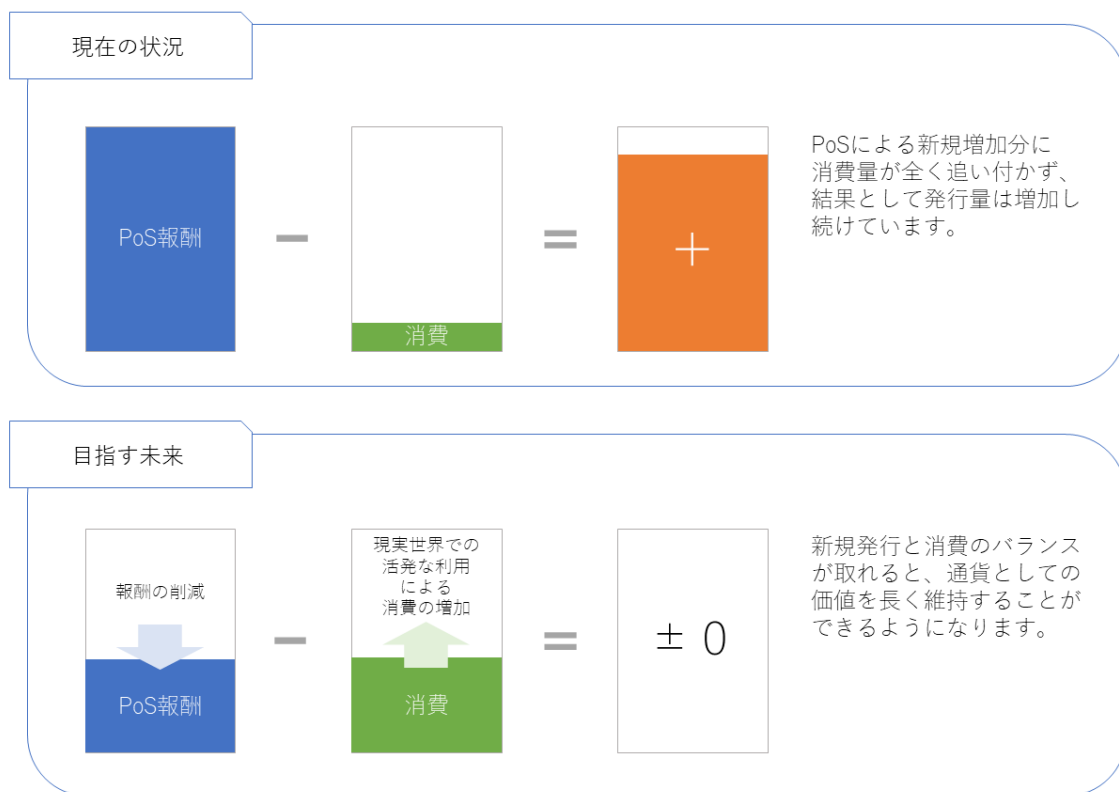 現在の状況
PoS報酬
消費
＋
PoSによる新規増加分に
消費量が全く追い付かず、
結果として発行量は増加し
続けています。
目指す未来
報酬の削減
PoS報酬
現実世界での
活発な利用
による
消費の増加
消費
± 0
新規発行と消費のバランス
が取れると、通貨としての
価値を長く維持することが
できるようになります。